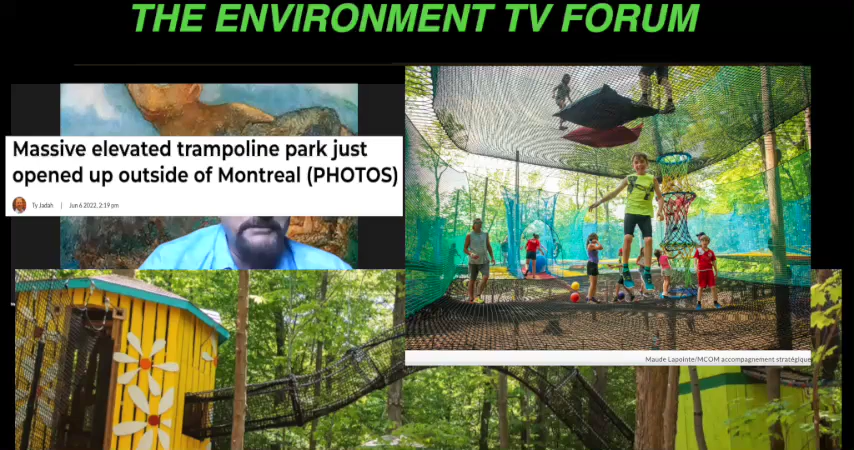 THE ENVIRONMENT TV FORUM
Massive elevated trampoline park just
opened up outside of Montreal (PHOTOS)
Ty Jadah | Jun 6 2022, 2:19 pm
Maude Lapointe/MCOM accompagnement stratégique